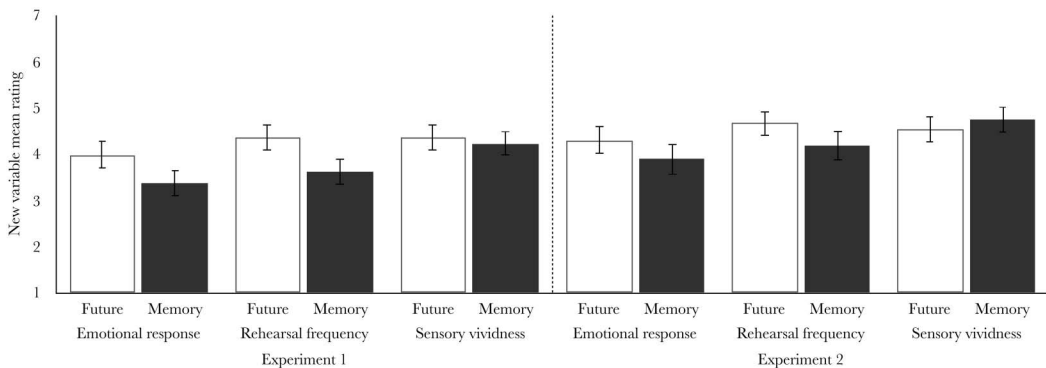 New variable mean rating
7
6
5
4
3
2
1
Future Memory Future Memory Future Memory Future Memory Future Memory Future Memory
Emotional response Rehearsal frequency Sensory vividness Emotional response Rehearsal frequency Sensory vividness
Experiment 1 Experiment 2